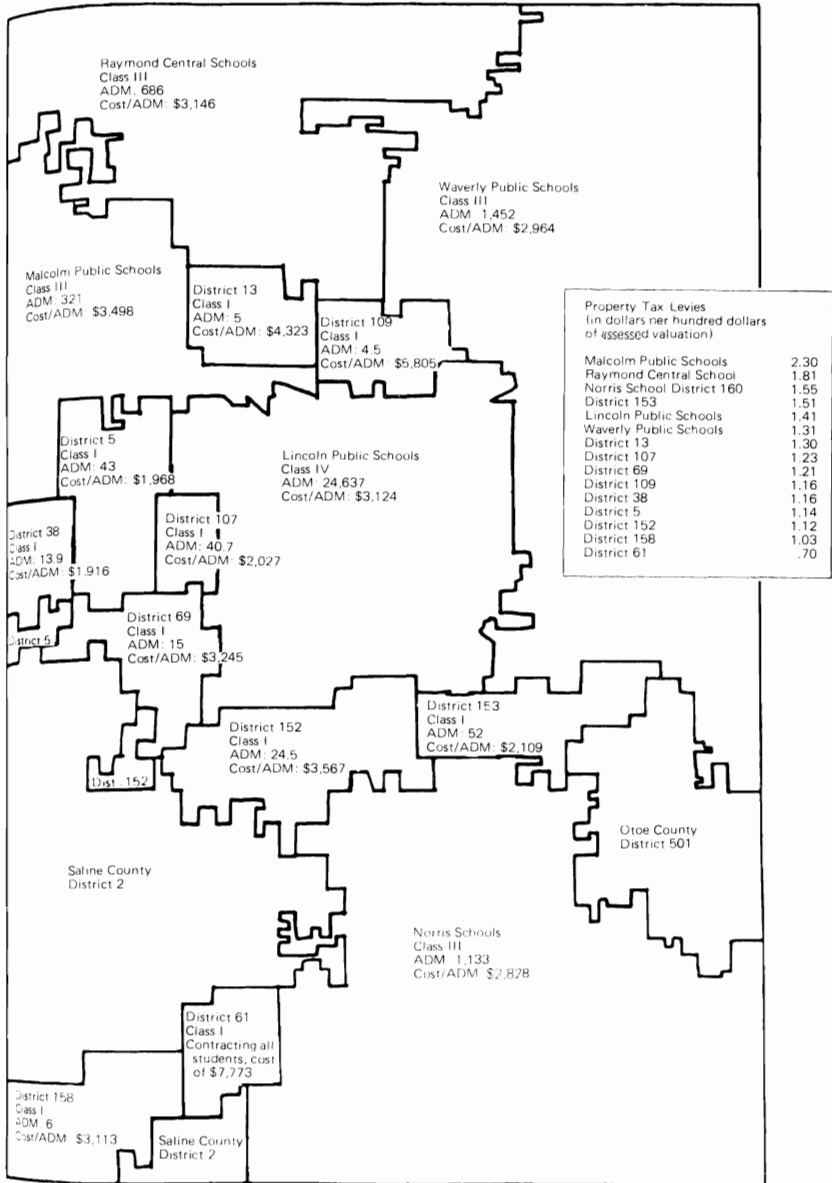 Raymond Central Schools
Class III
ADM. 686
Cost/ADM: $3,146
Waverly Public Schools
Class III
ADM 1,452
Cost/ADM: $2,964
Malcolm Public Schools
Class III
ADM: 321
Cost/ADM: $3,498
District 13
Class I
ADM: 5
Cost/ADM: $4,323
District 109
Class I
ADM: 4.5
Cost/ADM: $5,805
Property Tax Levies
(in dollars per hundred dollars
of assessed valuation)
Malcolm Public Schools 2.30
Raymond Central School 1.81
Norris School District 160 1.55
District 153 1.51
Lincoln Public Schools 1.41
Waverly Public Schools 1.31
District 13 1.30
District 107 1.23
District 69 1.21
District 109 1.16
District 38 1.16
District 5 1.14
District 152 1.12
District 158 1.03
District 61 .70
District 5
Class I
ADM: 43
Cost/ADM: $1,968
Lincoln Public Schools
Class IV
ADM: 24,637
Cost/ADM: $3,124
District 38
Class I
ADM: 13.9
Cost/ADM: $1.916
District 107
Class I
ADM: 40.7
Cost/ADM: $2,027
District 5
District 69
Class I
ADM: 15
Cost/ADM: $3,245
District 152
Class I
ADM: 24.5
Cost/ADM: $3,567
District 153
Class I
ADM: 52
Cost/ADM: $2,109
Dist. 152
Saline County
District 2
Otoe County
District 501
Norris Schools
Class III
ADM 1,133
Cost/ADM $2,828
District 61
Class I
Contracting all
students, cost
of $7,773
District 158
Class I
ADM 6
Cost/ADM $3,113
Saline County
District 2